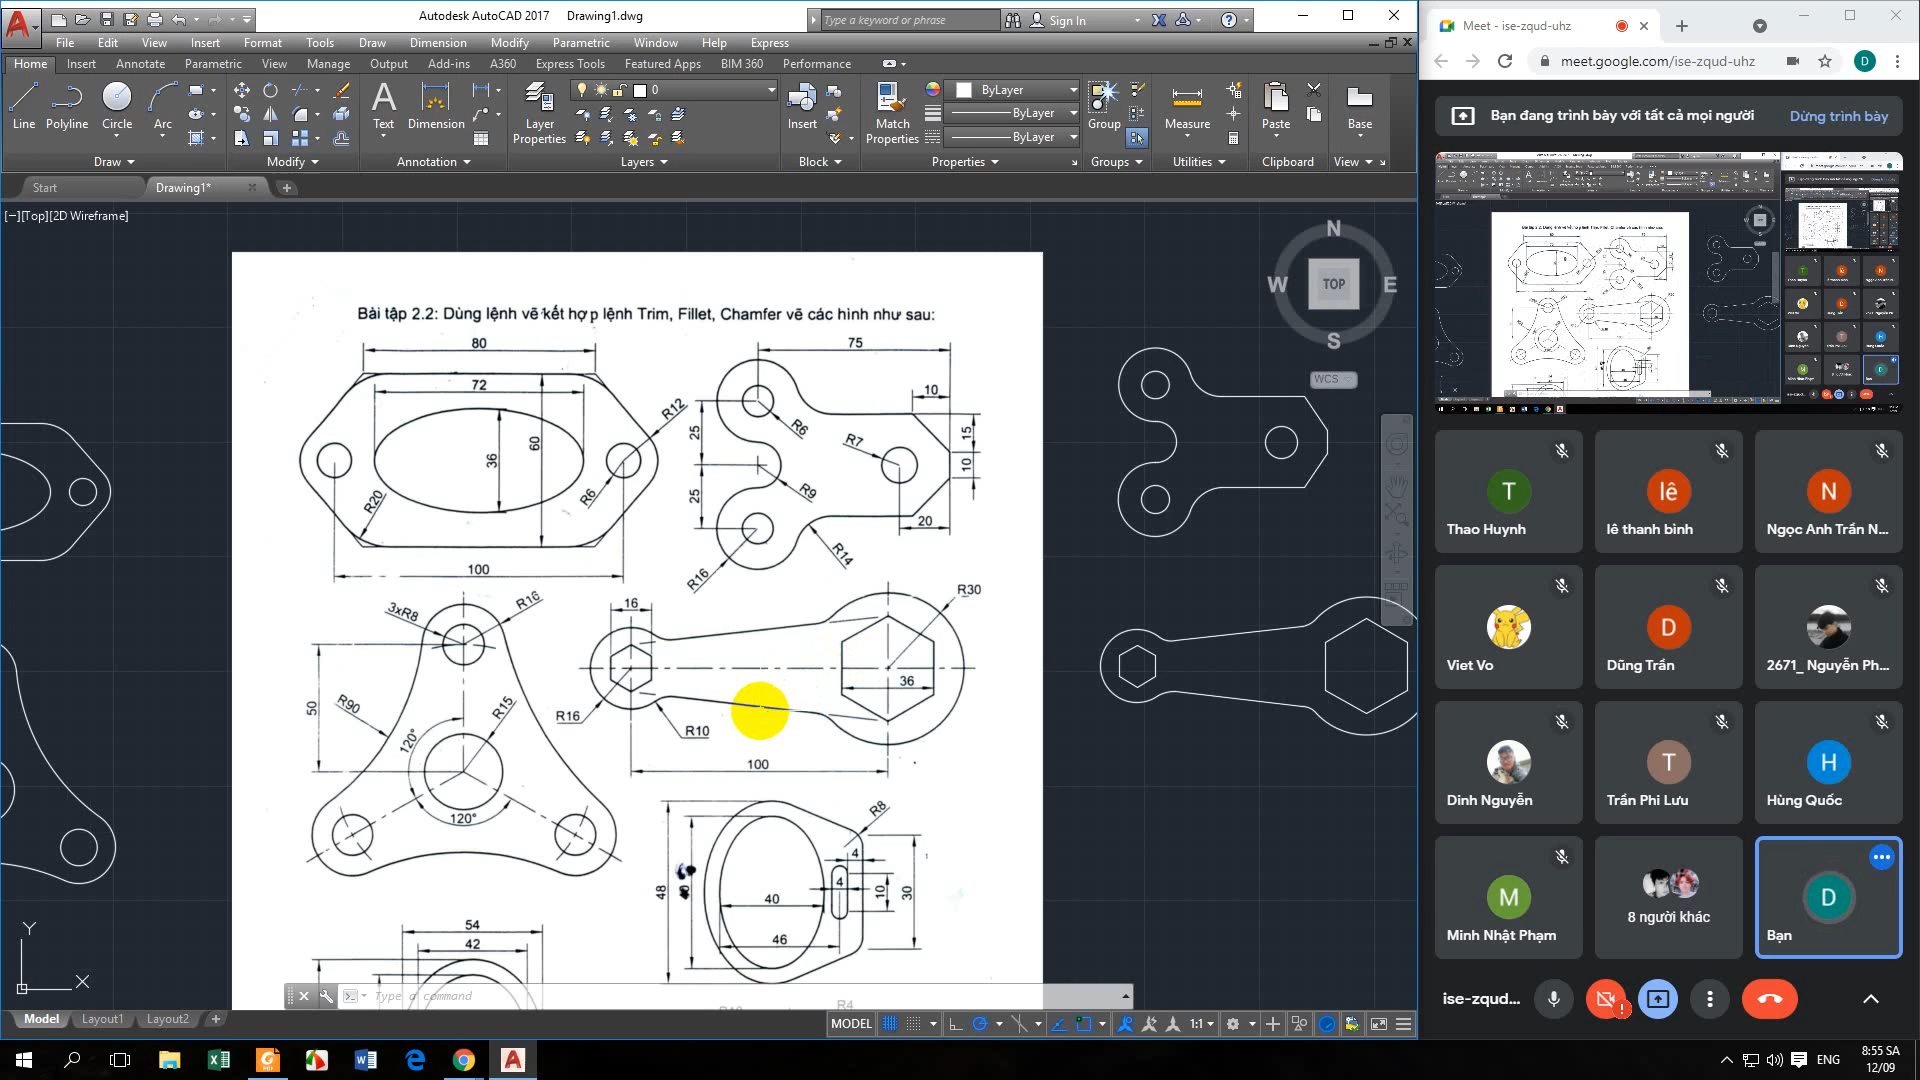 Autodesk AutoCAD 2017 Drawing1.dwg
Type a keyword or phrase
Sign In
File Edit View Insert Format Tools Draw Dimension Modify Parametric Window Help Express
Home Insert Annotate Parametric View Manage Output Add-ins A360 Express Tools Featured Apps BIM 360 Performance
Line Polyline Circle Arc
Text Dimension
Layer Properties
0
Insert
Match Properties
ByLayer
ByLayer
ByLayer
Group
Measure
Paste
Base
Draw Modify Annotation Layers Block Properties Groups Utilities Clipboard View
Start Drawing1*
[−][Top][2D Wireframe]
N
W TOP E
S
WCS
Bài tập 2.2: Dùng lệnh vẽ kết hợp lệnh Trim, Fillet, Chamfer vẽ các hình như sau:
80
72
36
60
R12
R6
R20
100
75
10
25
25
R6
R7
R9
15
10
20
R14
R16
3xR8
R16
50
R90
R15
120°
120°
16
R30
36
R16
R10
100
R8
4
4
48
40
46
10
30
54
42
Type a command
R4
Y
X
Model Layout1 Layout2
MODEL
1:1
Meet - ise-zqud-uhz
meet.google.com/ise-zqud-uhz
D
Bạn đang trình bày với tất cả mọi người
Dừng trình bày
T
Thao Huynh
lê
lê thanh bình
N
Ngọc Anh Trần N...
Viet Vo
D
Dũng Trần
2671_ Nguyễn Ph...
Dinh Nguyễn
T
Trần Phi Lưu
H
Hùng Quốc
M
Minh Nhật Phạm
8 người khác
D
Bạn
ise-zqud...
ENG
8:55 SA
12/09